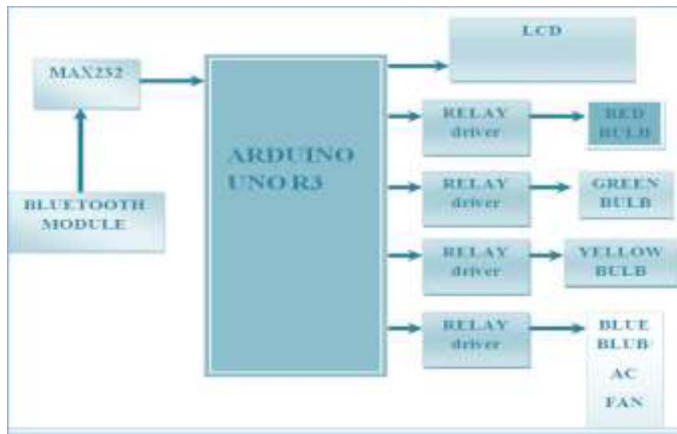 LCD
MAX232
RELAY
driver
RED
BULB
ARDUINO
UNO R3
RELAY
driver
GREEN
BULB
BLUETOOTH
MODULE
RELAY
driver
YELLOW
BULB
RELAY
driver
BLUE
BLUB
AC
FAN